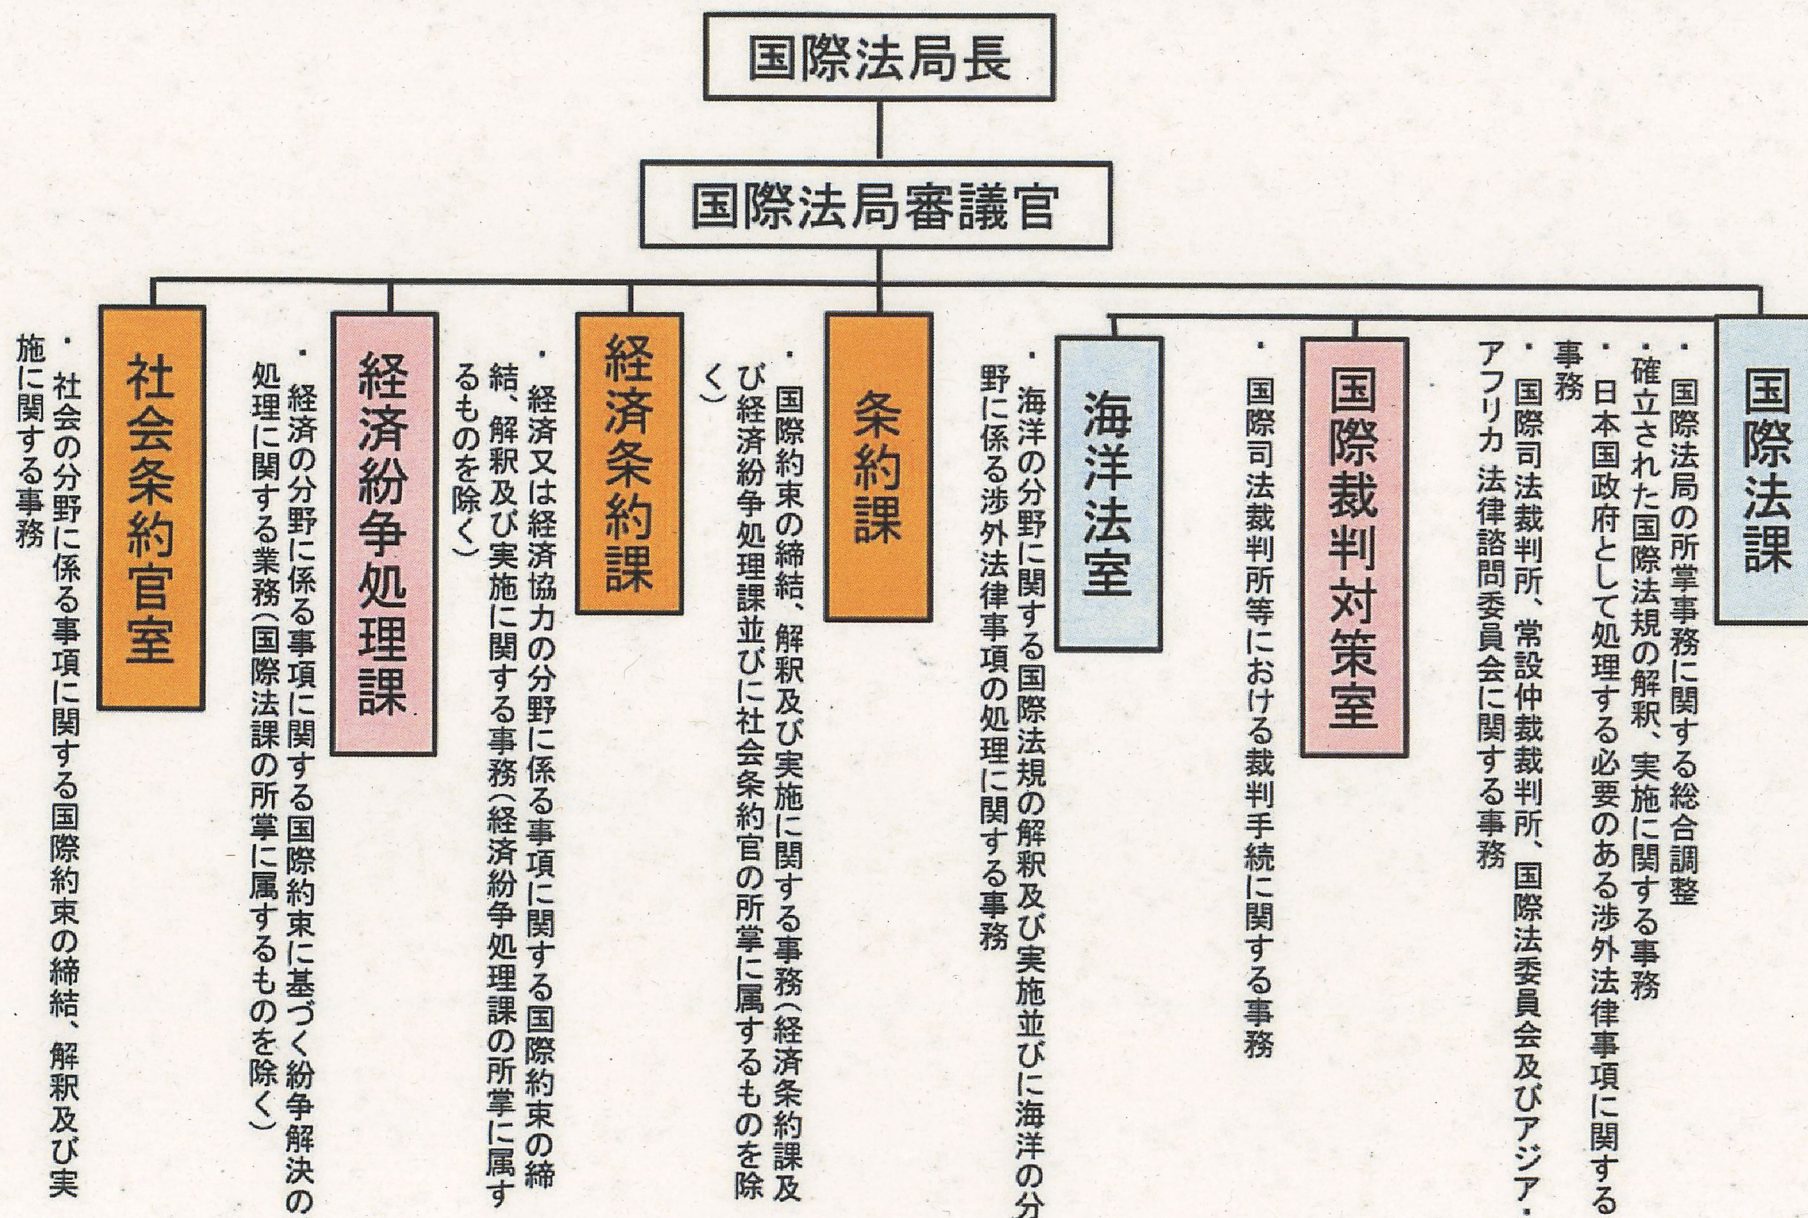 国際法局長
国際法局審議官
国際法課
・国際法局の所掌事務に関する総合調整
・確立された国際法規の解釈、実施に関する事務
・日本国政府として処理する必要のある渉外法律事項に関する
事務
・国際司法裁判所、常設仲裁裁判所、国際法委員会及びアジア・
アフリカ 法律諮問委員会に関する事務
国際裁判対策室
・国際司法裁判所等における裁判手続に関する事務
海洋法室
・海洋の分野に関する国際法規の解釈及び実施並びに海洋の分
野に係る渉外法律事項の処理に関する事務
条約課
・国際約束の締結、解釈及び実施に関する事務(経済条約課及
び経済紛争処理課並びに社会条約官の所掌に属するものを除
く)
経済条約課
・経済又は経済協力の分野に係る事項に関する国際約束の締
結、解釈及び実施に関する事務(経済紛争処理課の所掌に属す
るものを除く)
経済紛争処理課
・経済の分野に係る事項に関する国際約束に基づく紛争解決の
処理に関する業務(国際法課の所掌に属するものを除く)
社会条約官室
・社会の分野に係る事項に関する国際約束の締結、解釈及び実
施に関する事務